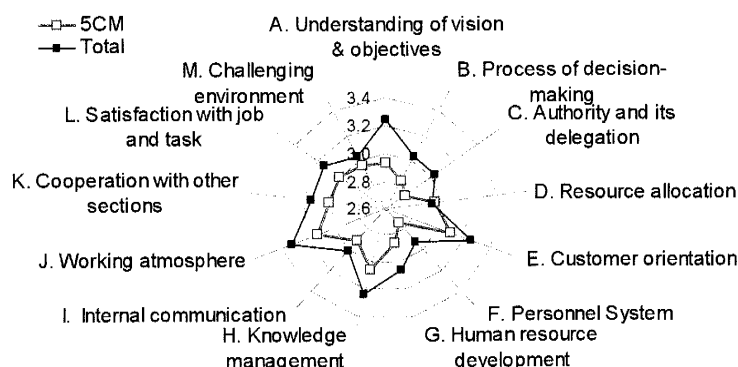 5CM
Total
A. Understanding of vision
& objectives
B. Process of decision-
making
C. Authority and its
delegation
D. Resource allocation
E. Customer orientation
F. Personnel System
G. Human resource
development
H. Knowledge
management
I. Internal communication
J. Working atmosphere
K. Cooperation with other
sections
L. Satisfaction with job
and task
M. Challenging
environment
3.4
3.2
3.0
2.8
2.6